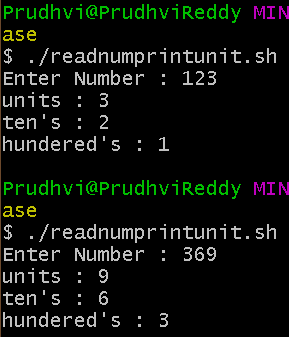 Prudhvi@PrudhviReddy MIN
ase
$ ./readnumprintunit.sh
Enter Number : 123
units : 3
ten's : 2
hundered's : 1
Prudhvi@PrudhviReddy MIN
ase
$ ./readnumprintunit.sh
Enter Number : 369
units : 9
ten's : 6
hundered's : 3